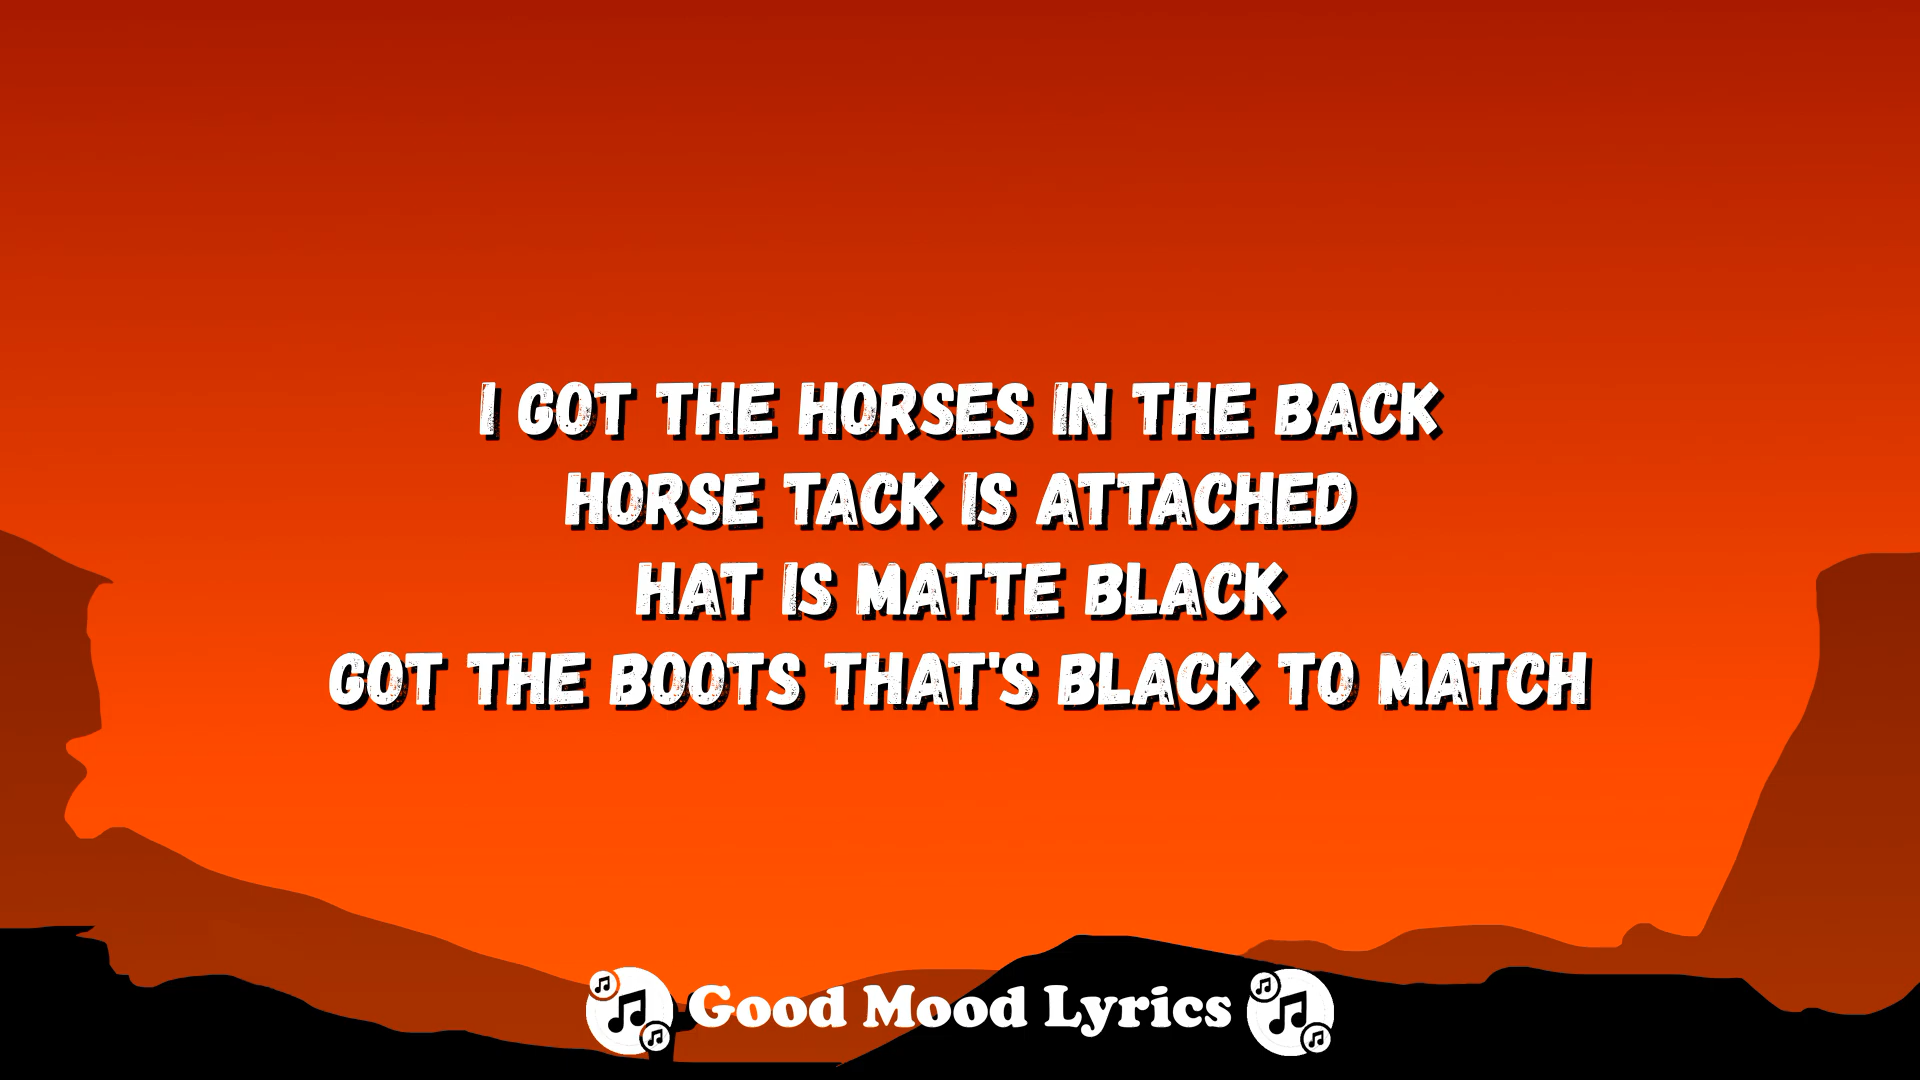 I GOT THE HORSES IN THE BACK
HORSE TACK IS ATTACHED
HAT IS MATTE BLACK
GOT THE BOOTS THAT'S BLACK TO MATCH
Good Mood Lyrics